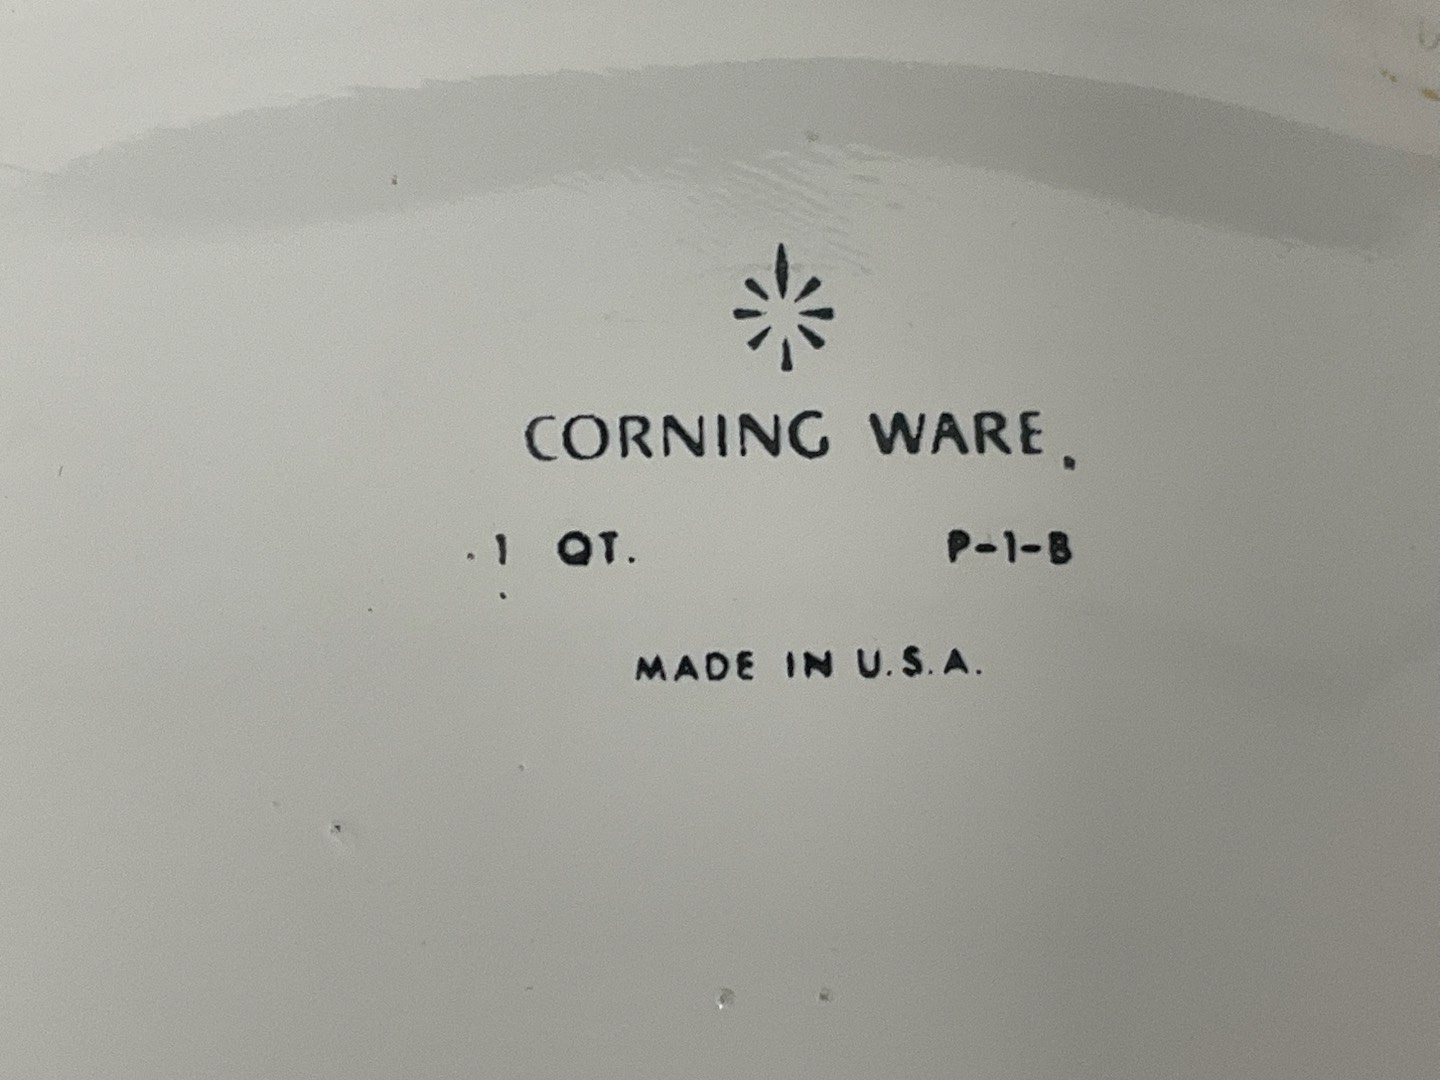 CORNING WARE.
1 QT. P-1-B
MADE IN U.S.A.